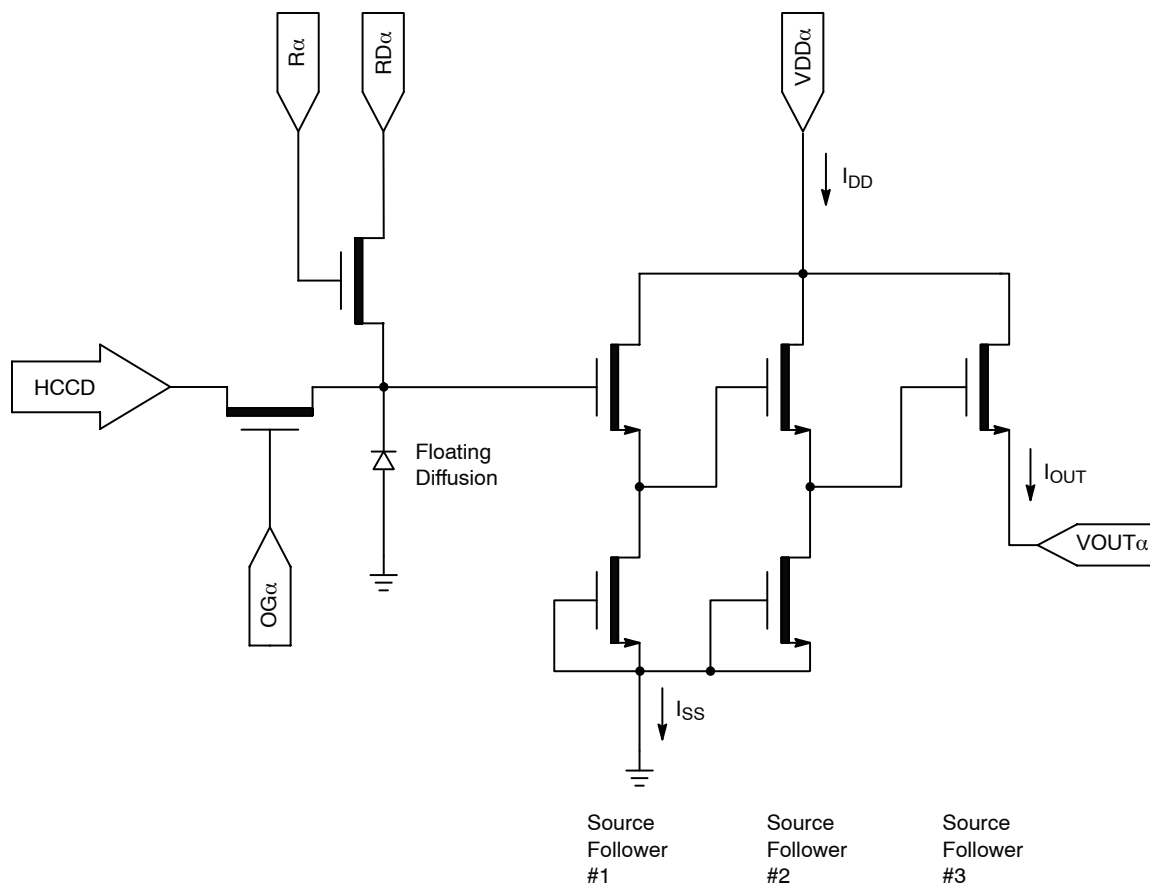 Rα
RDα
VDDα
IDD
HCCD
Floating
Diffusion
IOUT
VOUTα
OGα
ISS
Source
Follower
#1
Source
Follower
#2
Source
Follower
#3